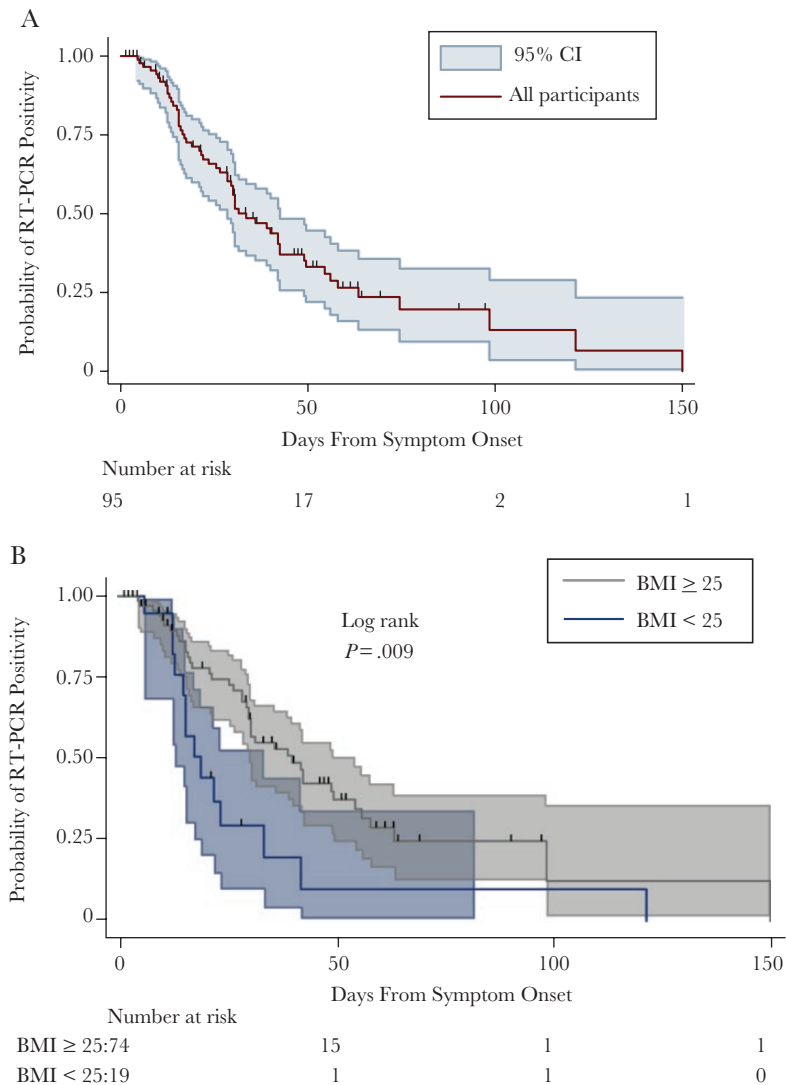 A
95% CI
All participants
Probability of RT-PCR Positivity
1.00
0.75
0.50
0.25
0
0 50 100 150
Days From Symptom Onset
Number at risk
95 17 2 1
B
BMI ≥ 25
BMI < 25
Log rank
P = .009
Probability of RT-PCR Positivity
1.00
0.75
0.50
0.25
0
0 50 100 150
Days From Symptom Onset
Number at risk
BMI ≥ 25:74 15 1 1
BMI < 25:19 1 1 0